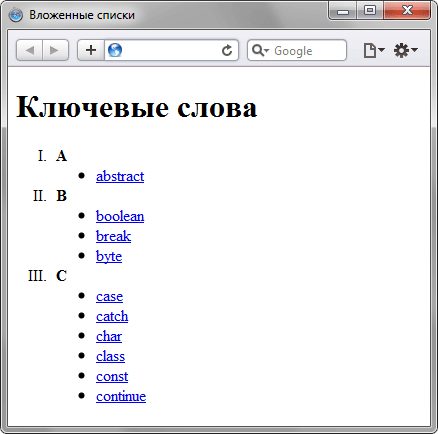 Вложенные списки
Google
Ключевые слова
I. A
• abstract
II. B
• boolean
• break
• byte
III. C
• case
• catch
• char
• class
• const
• continue